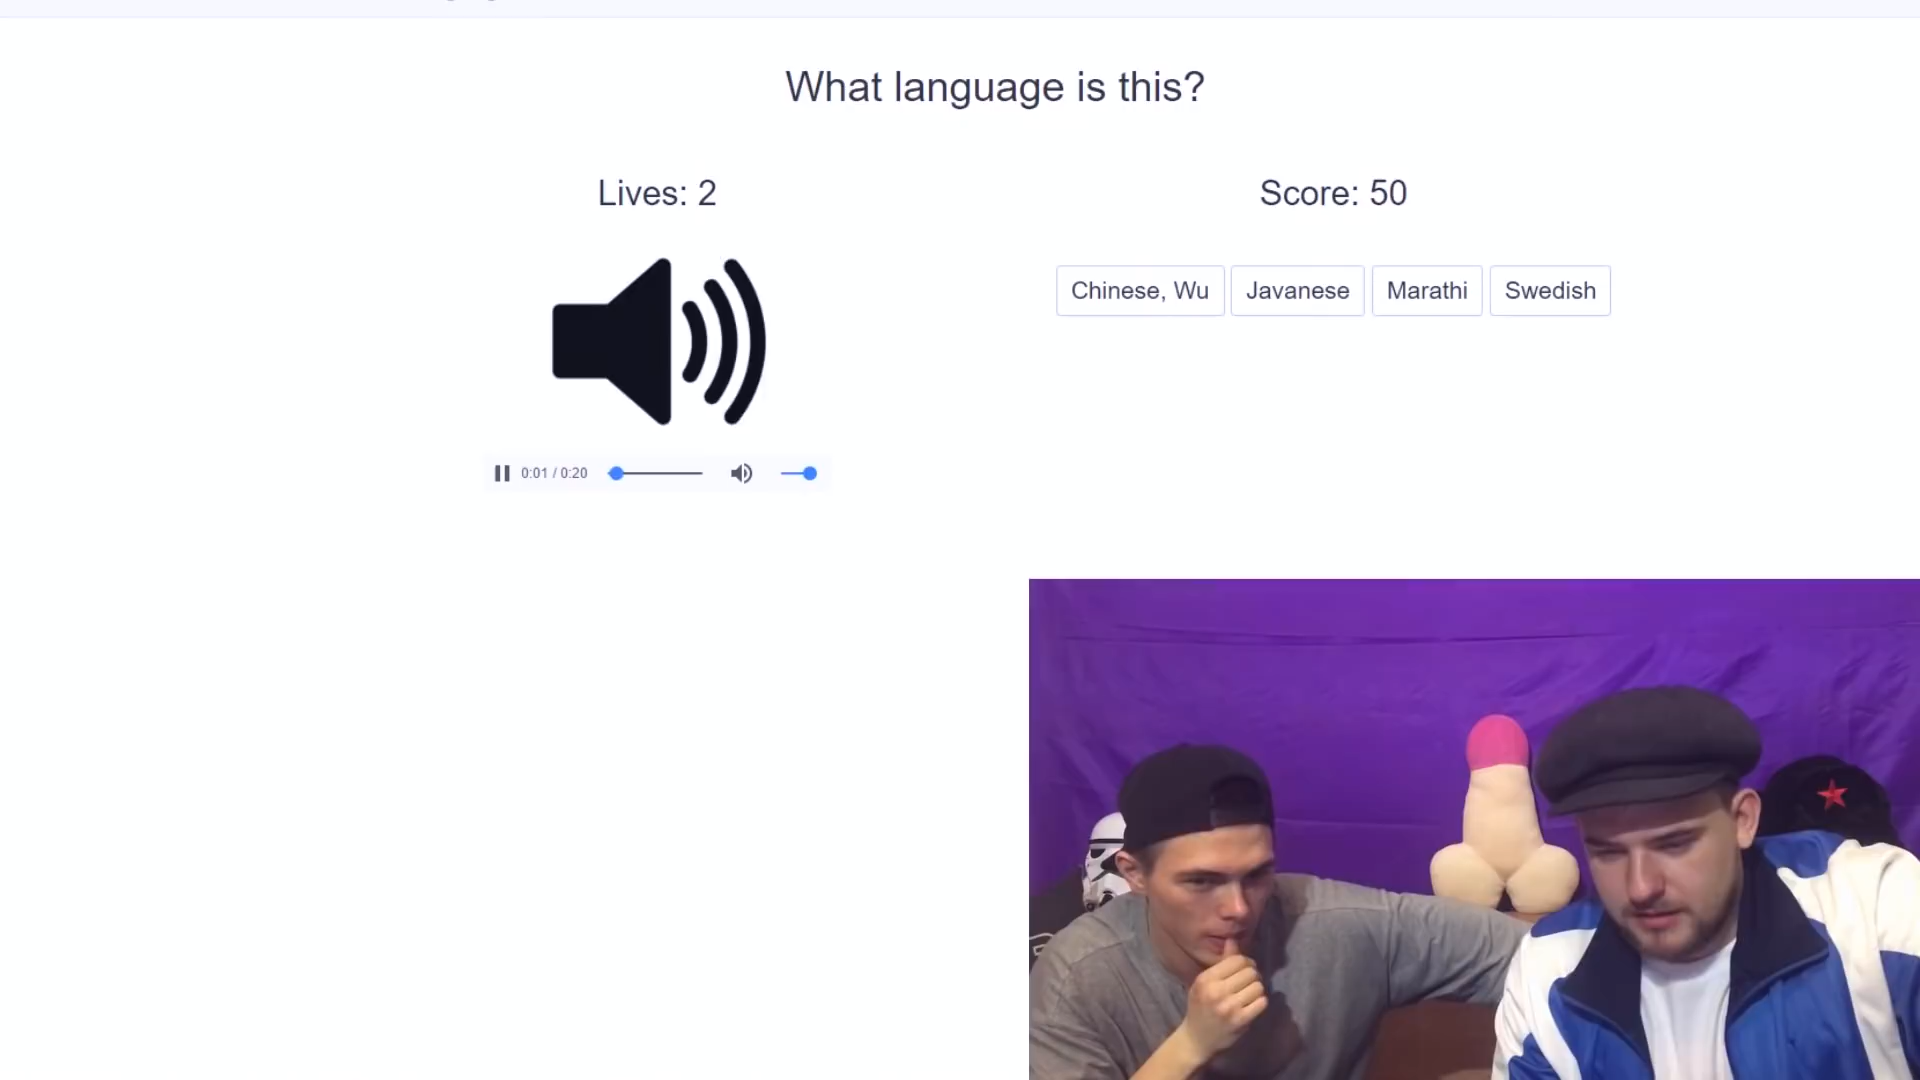 What language is this?
Lives: 2
Score: 50
Chinese, Wu
Javanese
Marathi
Swedish
0:01 / 0:20